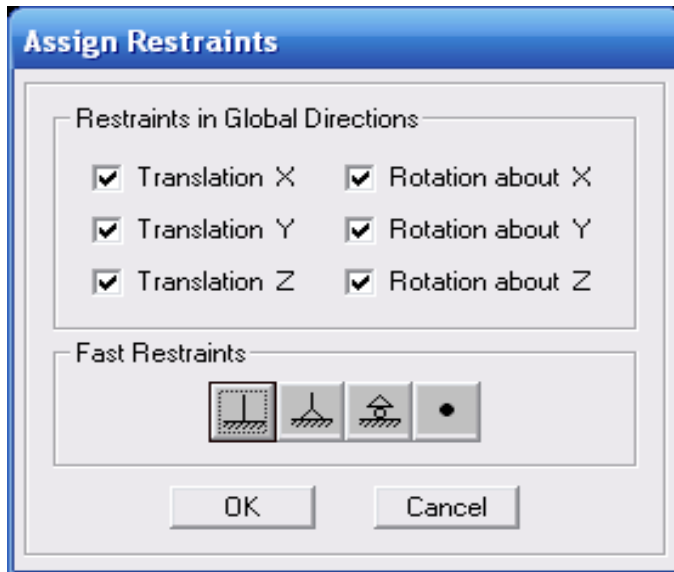 Assign Restraints
Restraints in Global Directions
Translation X
Rotation about X
Translation Y
Rotation about Y
Translation Z
Rotation about Z
Fast Restraints
OK
Cancel